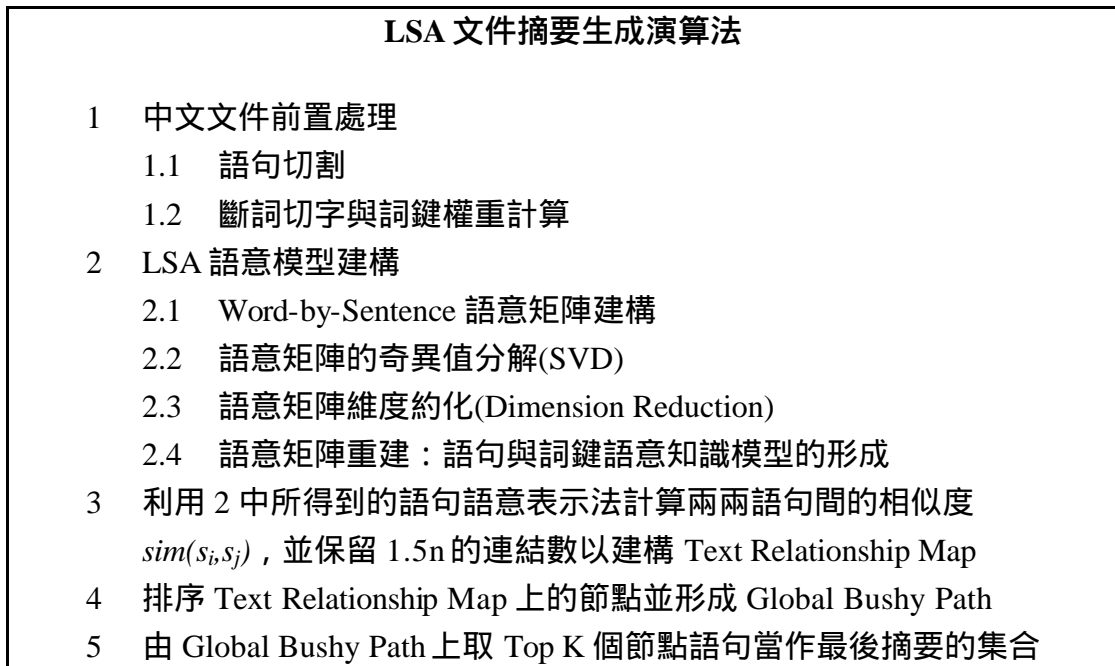 LSA 文件摘要生成演算法
1 中文文件前置處理
1.1 語句切割
1.2 斷詞切字與詞鍵權重計算
2 LSA 語意模型建構
2.1 Word-by-Sentence 語意矩陣建構
2.2 語意矩陣的奇異值分解(SVD)
2.3 語意矩陣維度約化(Dimension Reduction)
2.4 語意矩陣重建：語句與詞鍵語意知識模型的形成
3 利用 2 中所得到的語句語意表示法計算兩兩語句間的相似度
sim(si,sj)，並保留 1.5n 的連結數以建構 Text Relationship Map
4 排序 Text Relationship Map 上的節點並形成 Global Bushy Path
5 由 Global Bushy Path 上取 Top K 個節點語句當作最後摘要的集合